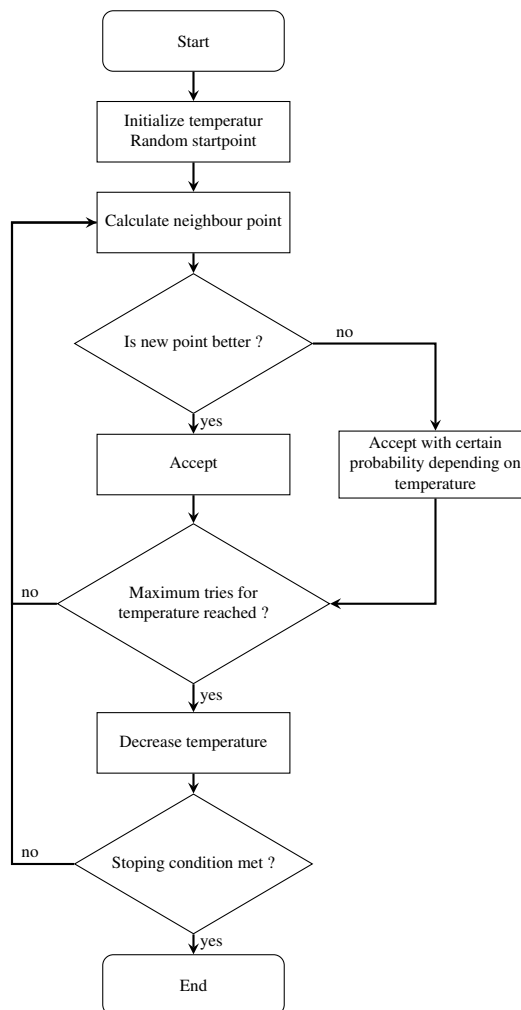 Start
Initialize temperatur
Random startpoint
Calculate neighbour point
Is new point better ?
no
yes
Accept
Accept with certain
probability depending on
temperature
Maximum tries for
temperature reached ?
no
yes
Decrease temperature
Stoping condition met ?
no
yes
End